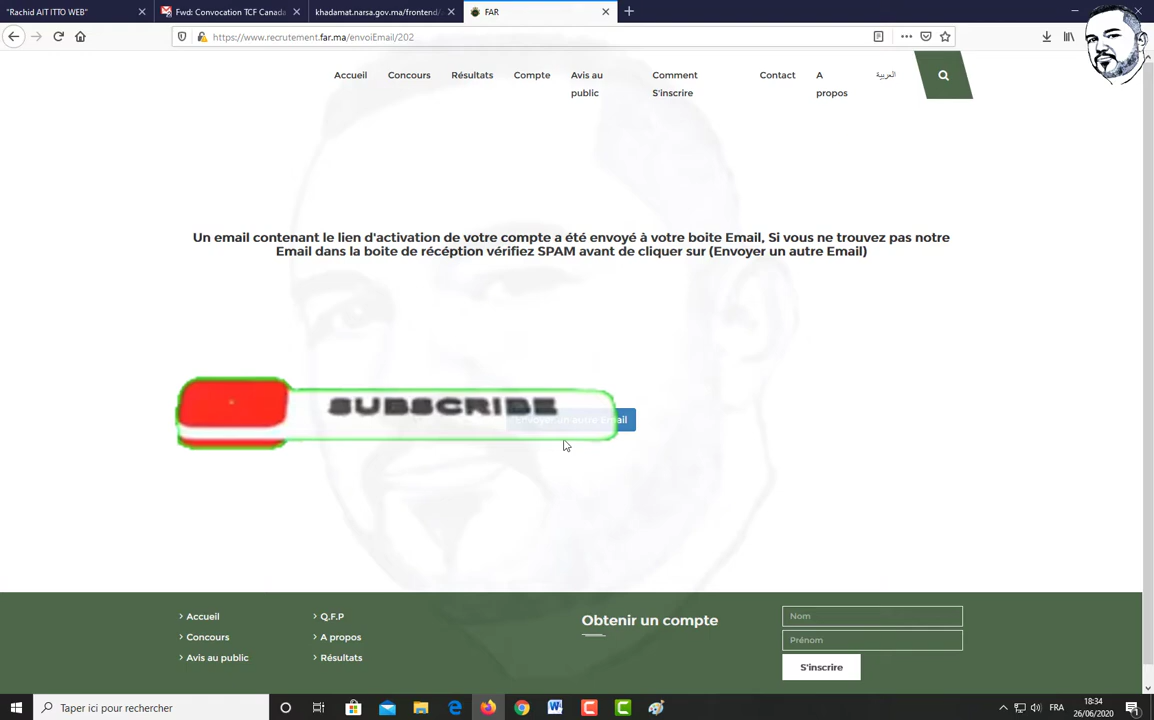 "Rachid AIT ITTO WEB"
Fwd: Convocation TCF Canada
khadamat.narsa.gov.ma/frontend/
FAR
https://www.recrutement.far.ma/envoiEmail/202
Accueil
Concours
Résultats
Compte
Avis au
public
Comment
S'inscrire
Contact
A
propos
العربية
Un email contenant le lien d'activation de votre compte a été envoyé à votre boite Email, Si vous ne trouvez pas notre
Email dans la boite de récéption vérifiez SPAM avant de cliquer sur (Envoyer un autre Email)
SUBSCRIBE
Envoyer un autre Email
Accueil
Concours
Avis au public
Q.F.P
A propos
Résultats
Obtenir un compte
Nom
Prénom
S'inscrire
Taper ici pour rechercher
FRA
18:34
26/06/2020
1